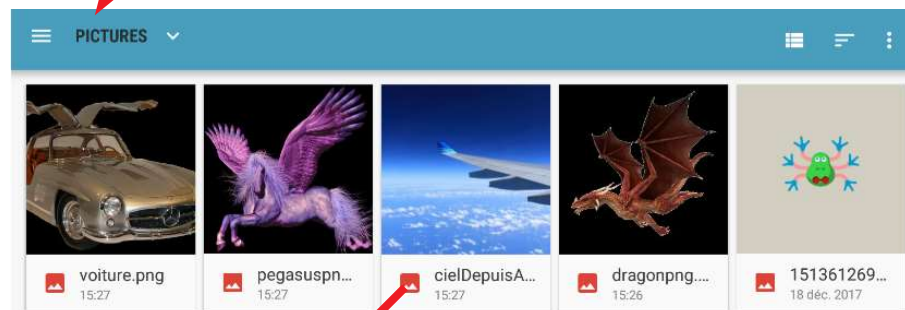 PICTURES
voiture.png
15:27
pegasuspn...
15:27
cielDepuisA...
15:27
dragonpng....
15:26
151361269...
18 déc. 2017